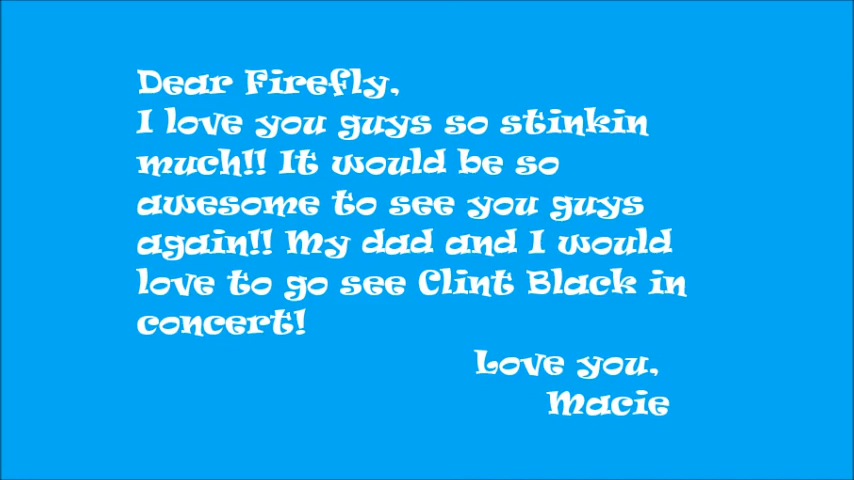 Dear Firefly,
I love you guys so stinkin
much!! It would be so
awesome to see you guys
again!! My dad and I would
love to go see Clint Black in
concert!
Love you,
Macie